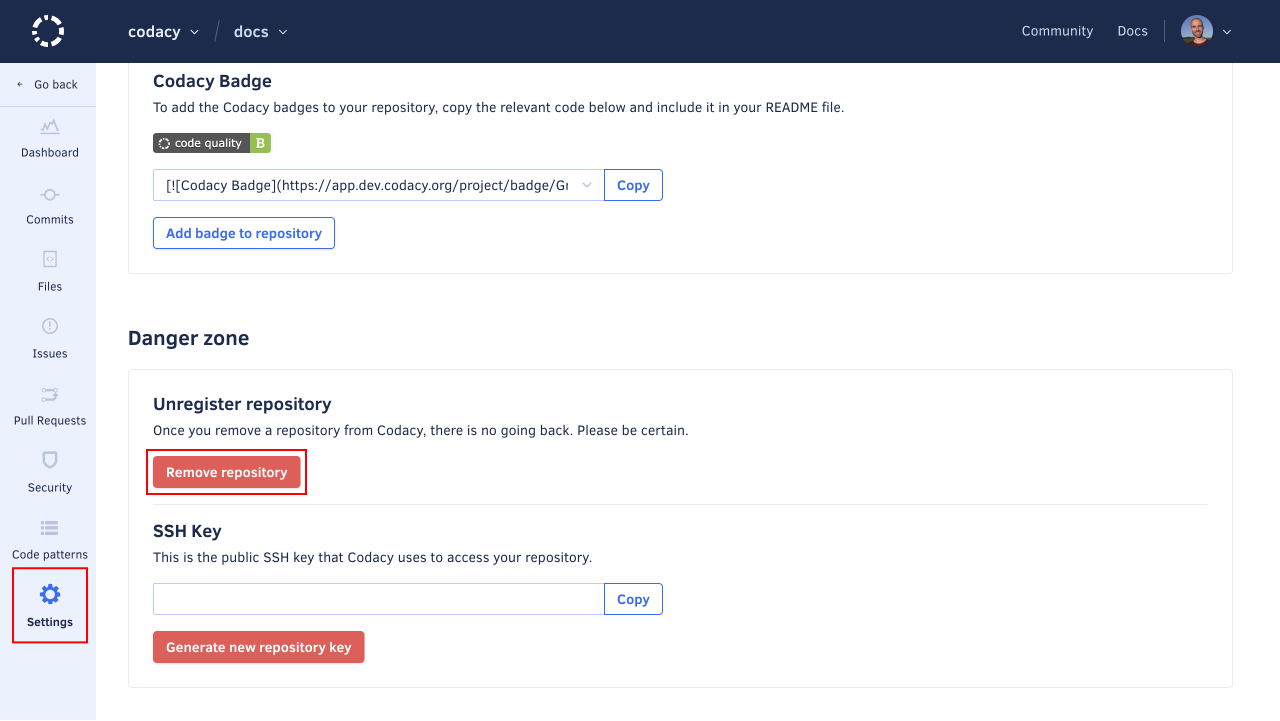 codacy / docs
Community Docs
Go back
Dashboard
Commits
Files
Issues
Pull Requests
Security
Code patterns
Settings
Codacy Badge
To add the Codacy badges to your repository, copy the relevant code below and include it in your README file.
code quality B
[![Codacy Badge](https://app.dev.codacy.org/project/badge/Gr
Copy
Add badge to repository
Danger zone
Unregister repository
Once you remove a repository from Codacy, there is no going back. Please be certain.
Remove repository
SSH Key
This is the public SSH key that Codacy uses to access your repository.
Copy
Generate new repository key